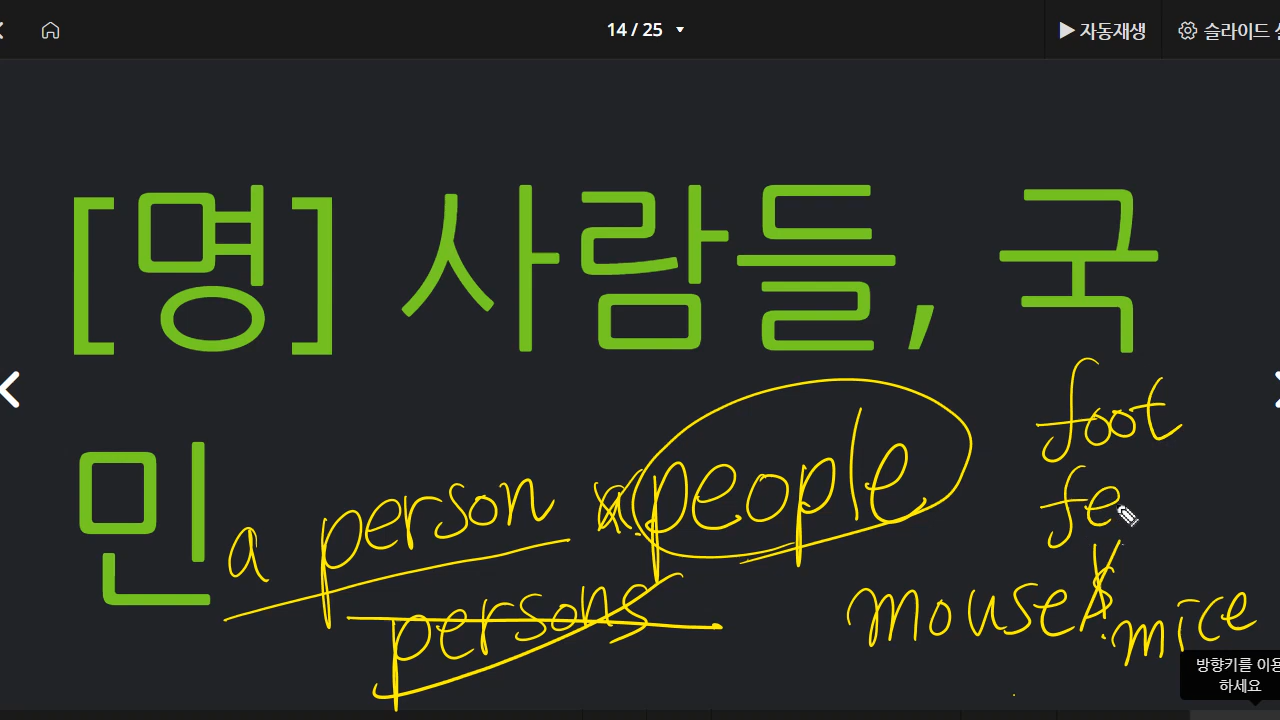 14 / 25
자동재생
슬라이드
[명] 사람들, 국
민
a person people
persons
foot
fe
mouse mice
방향키를 이용
하세요